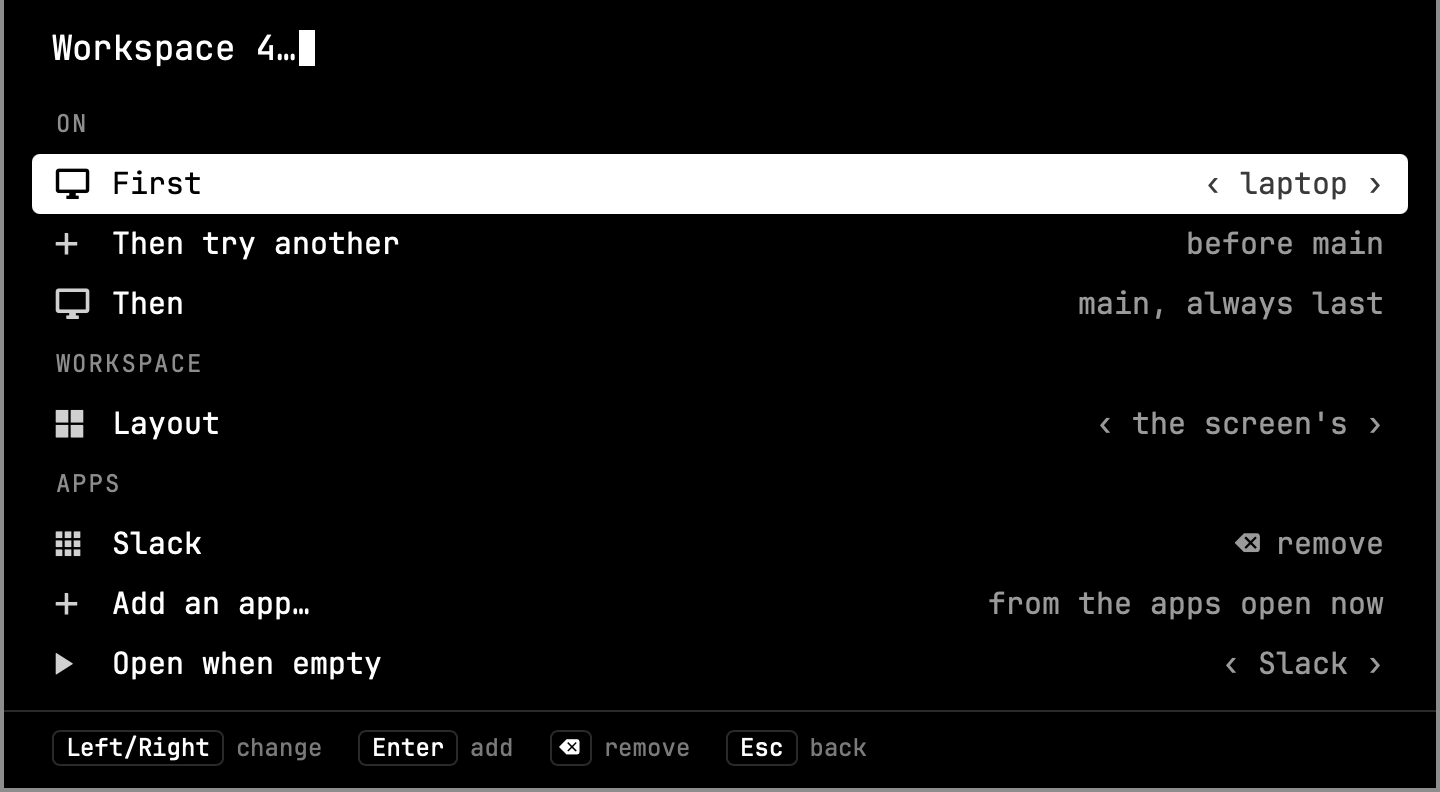 Workspace 4…
ON
First ‹ laptop ›
Then try another before main
Then main, always last
WORKSPACE
Layout ‹ the screen's ›
APPS
Slack remove
Add an app… from the apps open now
Open when empty ‹ Slack ›
Left/Right change Enter add remove Esc back